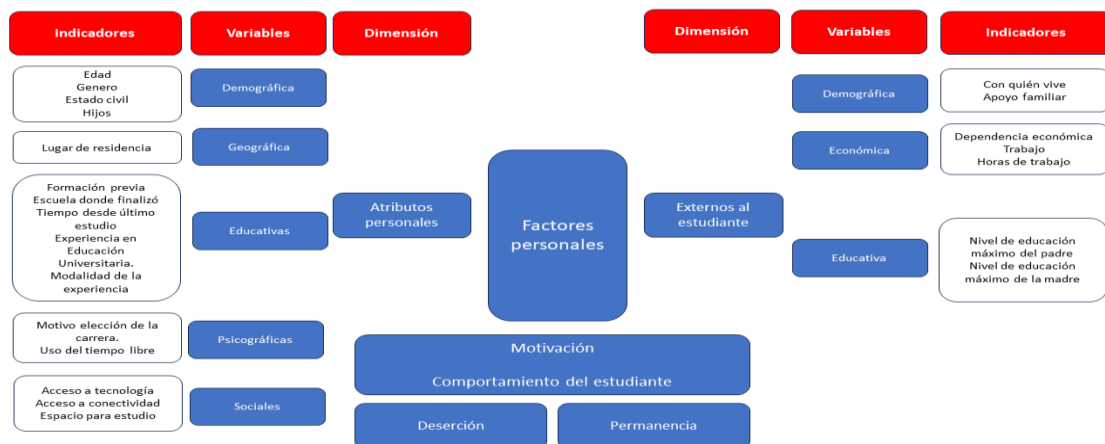 Indicadores
Variables
Dimensión
Dimensión
Variables
Indicadores
Edad
Genero
Estado civil
Hijos
Demográfica
Demográfica
Con quién vive
Apoyo familiar
Lugar de residencia
Geográfica
Económica
Dependencia económica
Trabajo
Horas de trabajo
Formación previa
Escuela donde finalizó
Tiempo desde último
estudio
Experiencia en
Educación
Universitaria.
Modalidad de la
experiencia
Educativas
Atributos
personales
Factores
personales
Externos al
estudiante
Educativa
Nivel de educación
máximo del padre
Nivel de educación
máximo de la madre
Motivo elección de la
carrera.
Uso del tiempo libre
Psicográficas
Motivación
Comportamiento del estudiante
Acceso a tecnología
Acceso a conectividad
Espacio para estudio
Sociales
Deserción
Permanencia